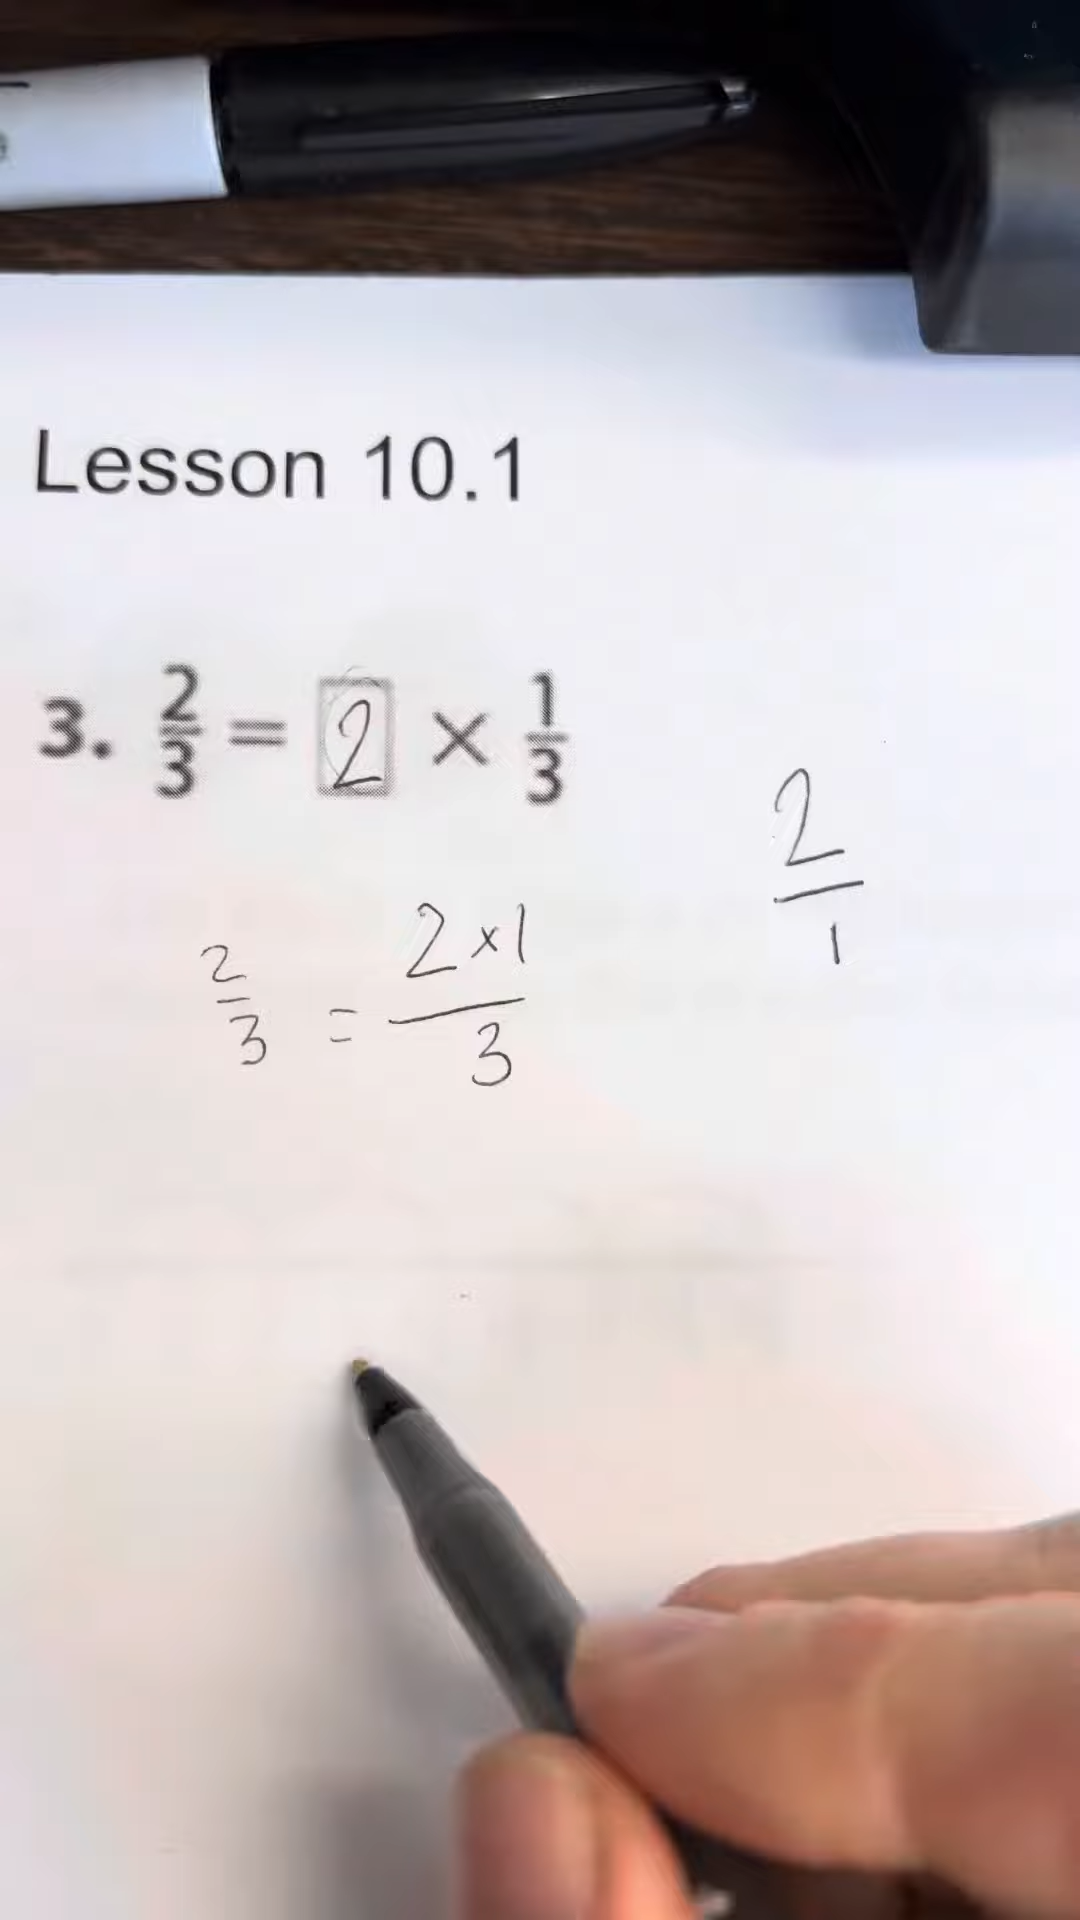 Lesson 10.1
3. 2/3 = 2 × 1/3
2/1
2/3 = 2 × 1/3